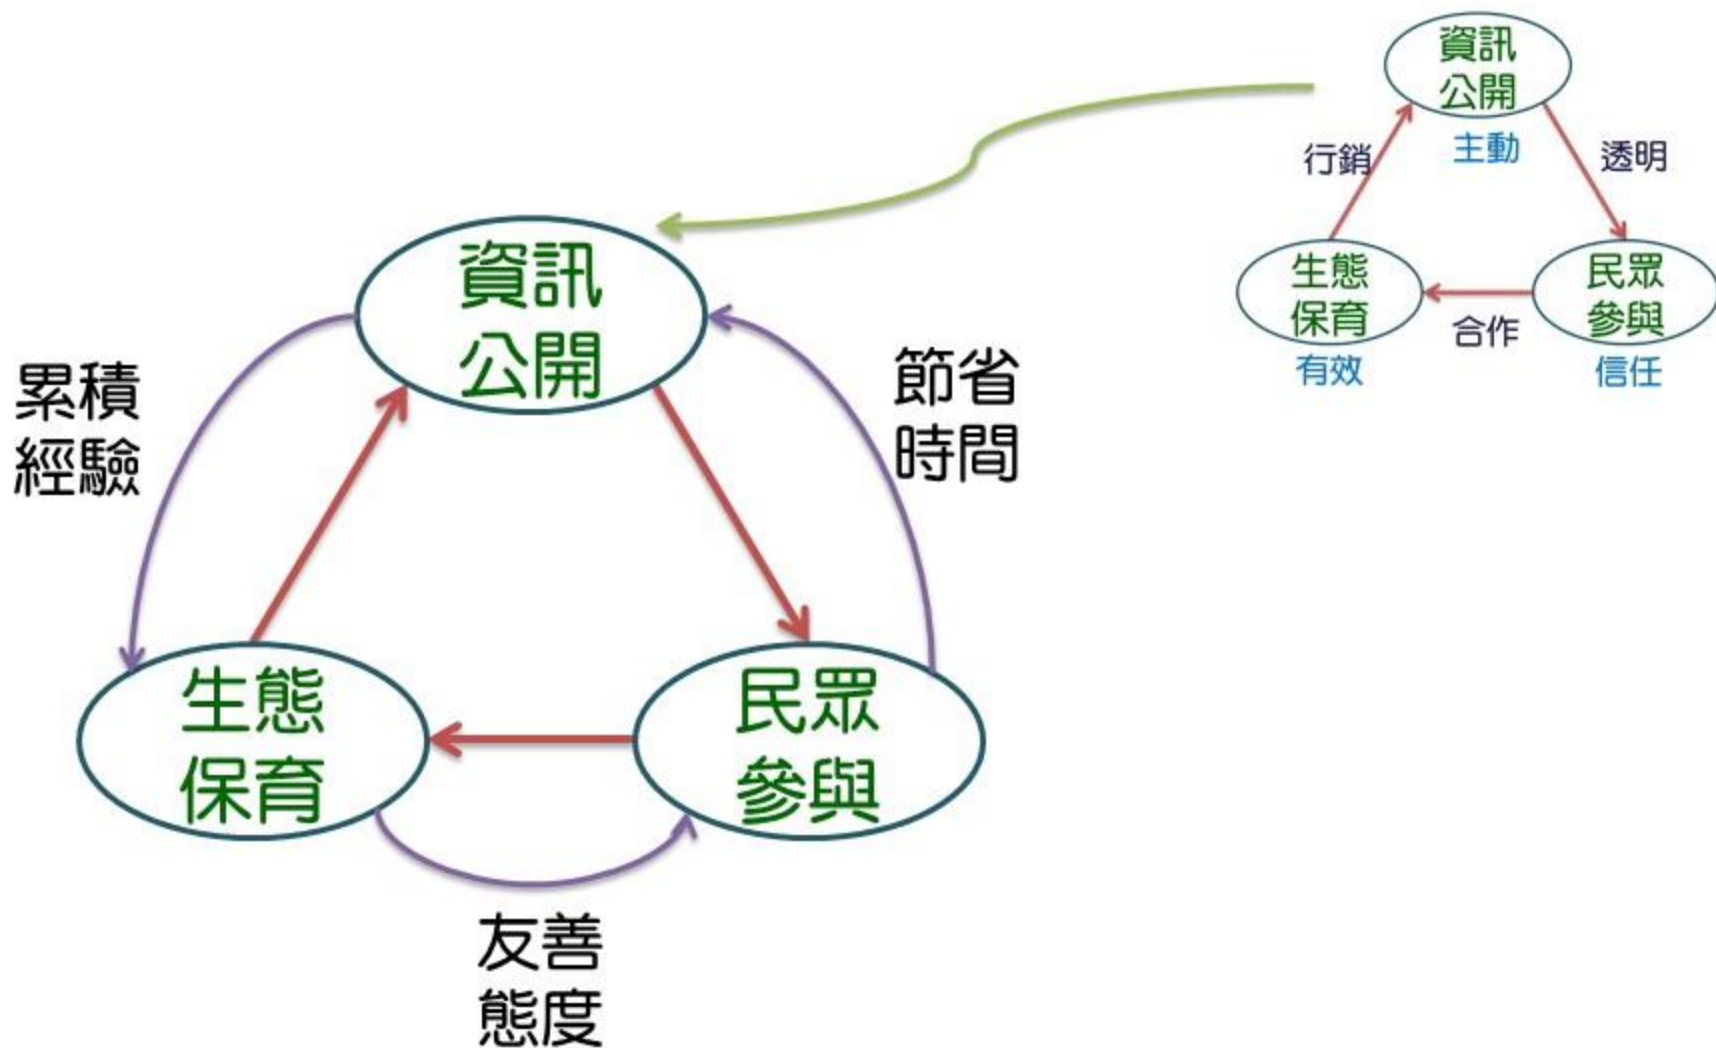 資訊
公開
主動
行銷
透明
生態
保育
有效
合作
民眾
參與
信任
資訊
公開
累積
經驗
節省
時間
生態
保育
民眾
參與
友善
態度